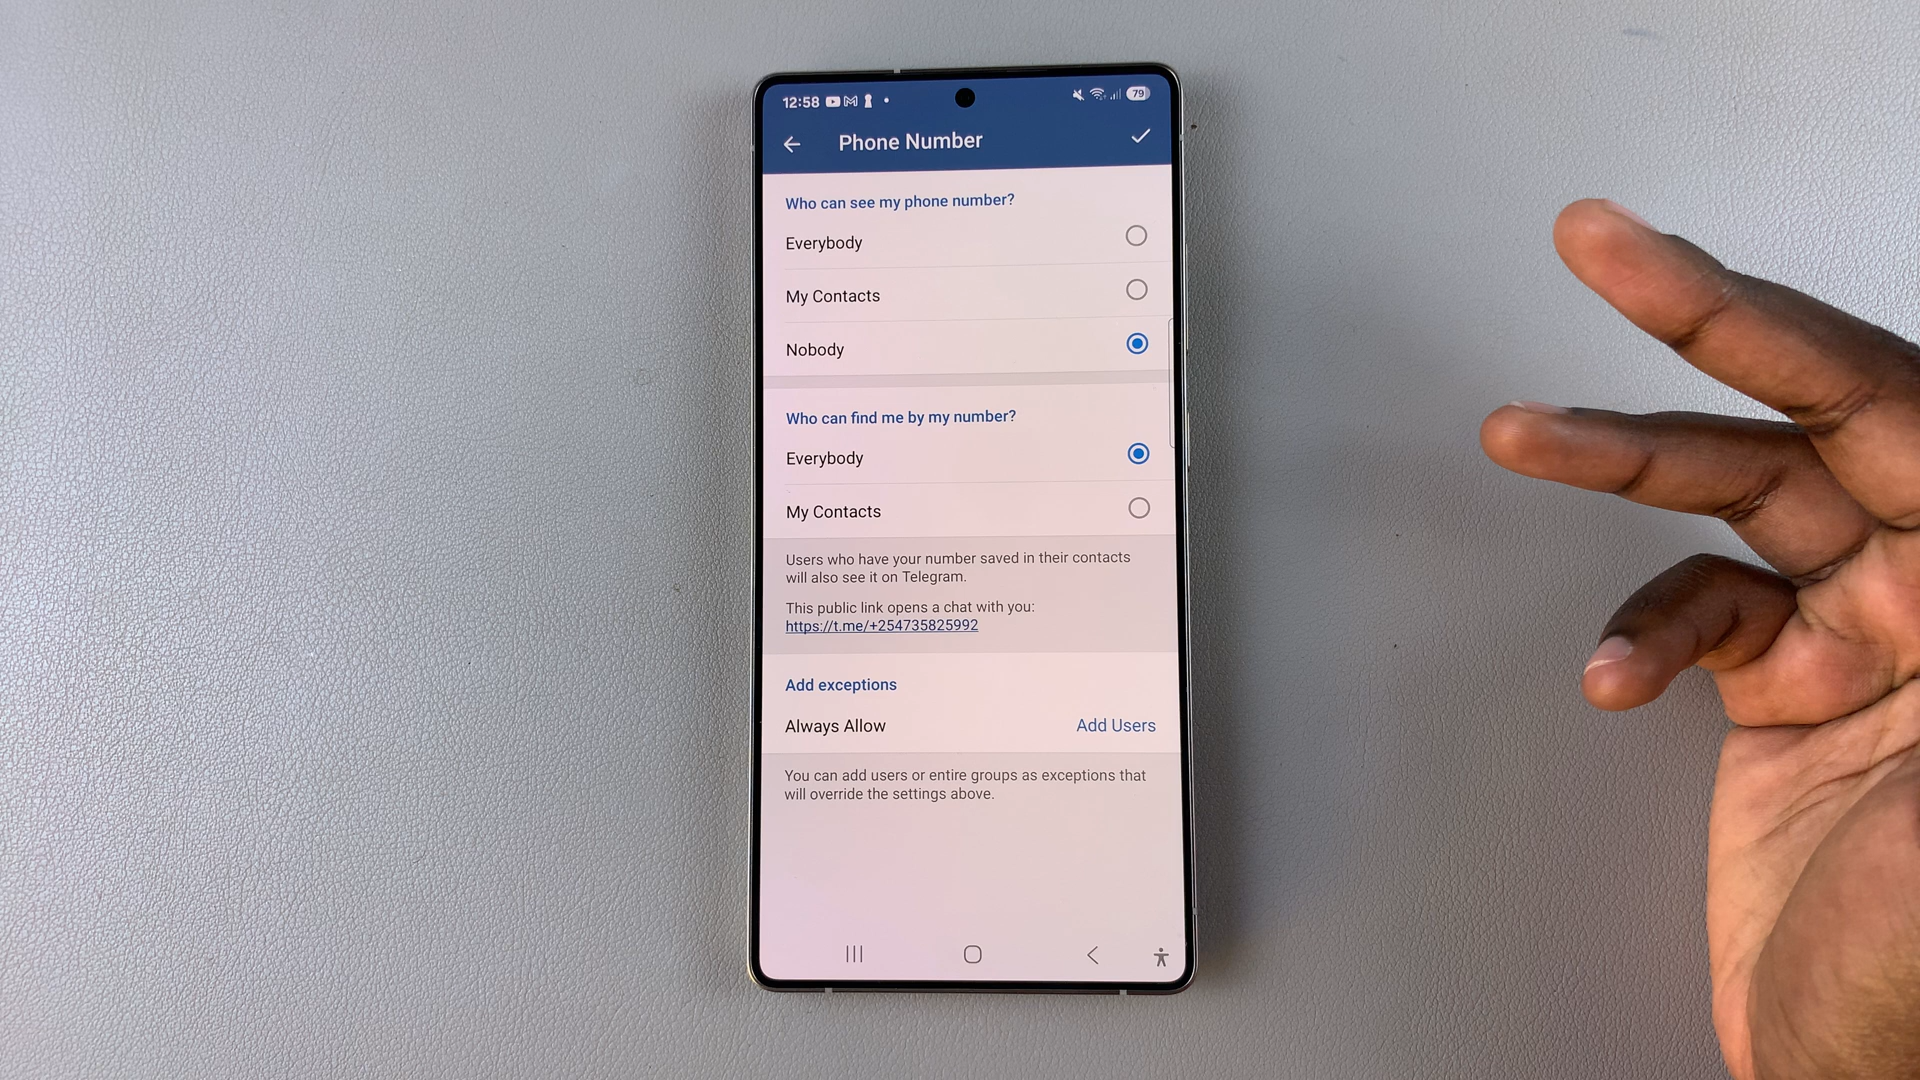 12:58
79
Phone Number
Who can see my phone number?
Everybody
My Contacts
Nobody
Who can find me by my number?
Everybody
My Contacts
Users who have your number saved in their contacts
will also see it on Telegram.
This public link opens a chat with you:
https://t.me/+254735825992
Add exceptions
Always Allow
Add Users
You can add users or entire groups as exceptions that
will override the settings above.